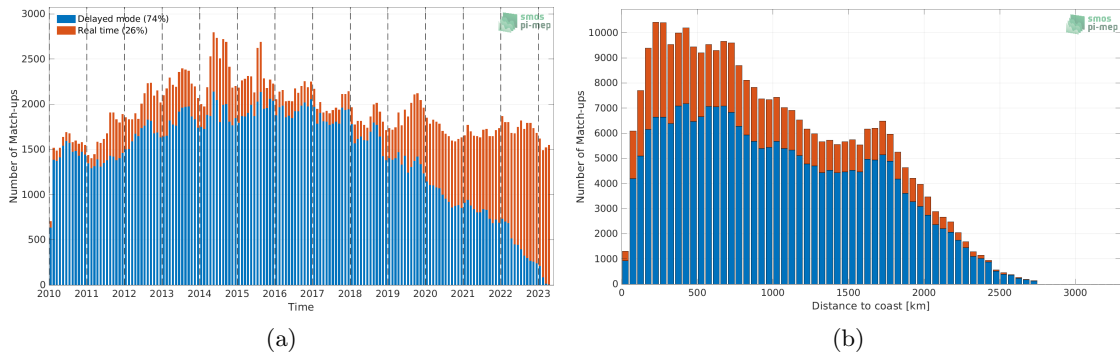 3000
2500
2000
1500
1000
500
0
Number of Match-ups
Delayed mode (74%)
Real time (26%)
smos
pi-mep
2010 2011 2012 2013 2014 2015 2016 2017 2018 2019 2020 2021 2022 2023
Time
(a)
10000
9000
8000
7000
6000
5000
4000
3000
2000
1000
0
Number of Match-ups
smos
pi-mep
0 500 1000 1500 2000 2500 3000
Distance to coast [km]
(b)